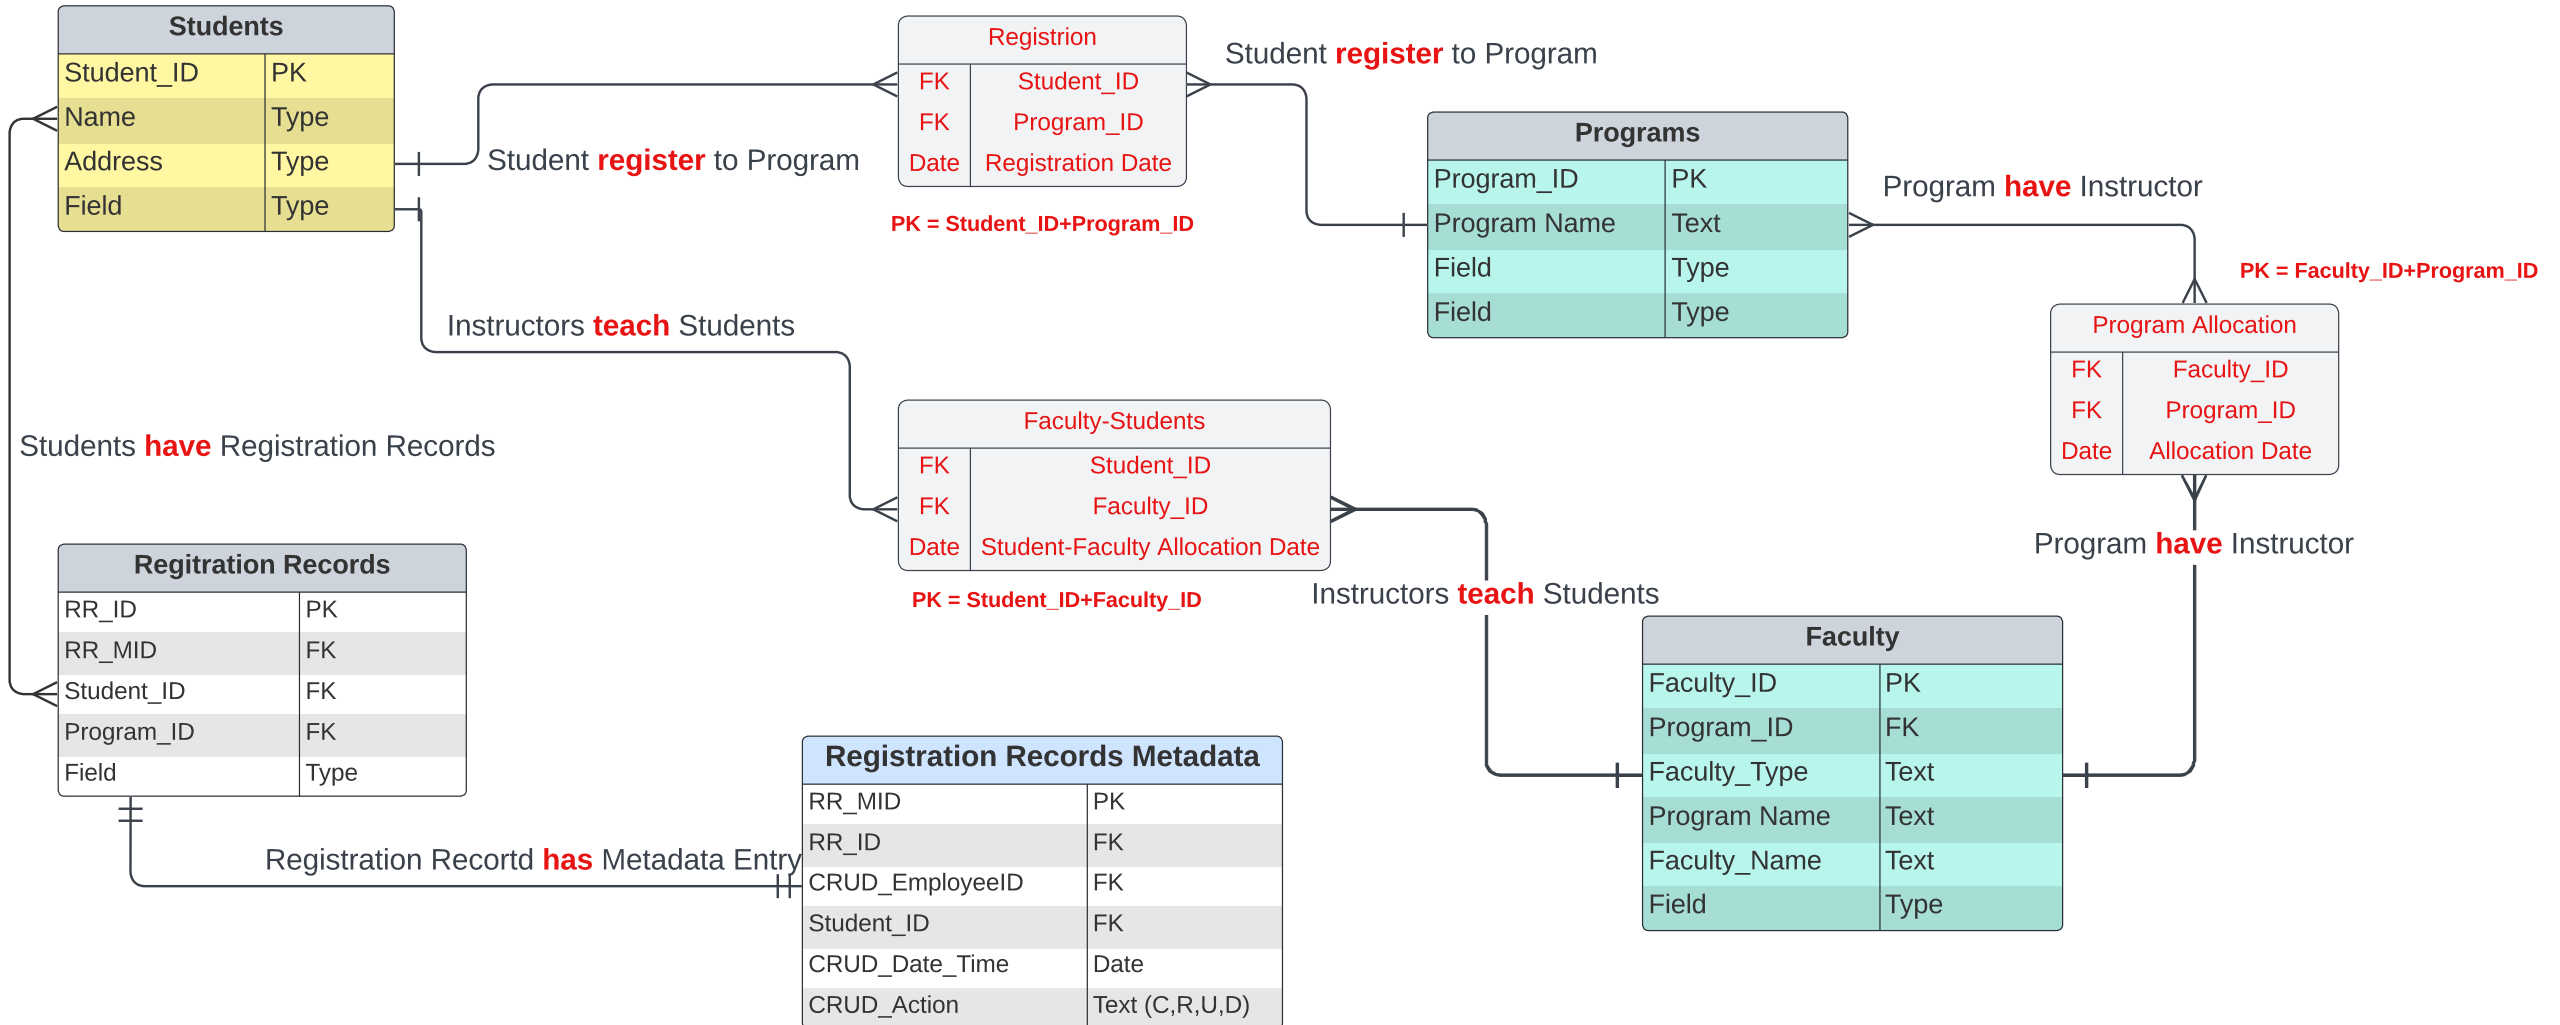 Students
Student_ID PK
Name Type
Address Type
Field Type
Registrion
FK Student_ID
FK Program_ID
Date Registration Date
PK = Student_ID+Program_ID
Student register to Program
Student register to Program
Programs
Program_ID PK
Program Name Text
Field Type
Field Type
Program have Instructor
PK = Faculty_ID+Program_ID
Program Allocation
FK Faculty_ID
FK Program_ID
Date Allocation Date
Program have Instructor
Instructors teach Students
Faculty-Students
FK Student_ID
FK Faculty_ID
Date Student-Faculty Allocation Date
PK = Student_ID+Faculty_ID
Instructors teach Students
Students have Registration Records
Regitration Records
RR_ID PK
RR_MID FK
Student_ID FK
Program_ID FK
Field Type
Registration Recortd has Metadata Entry
Registration Records Metadata
RR_MID PK
RR_ID FK
CRUD_EmployeeID FK
Student_ID FK
CRUD_Date_Time Date
CRUD_Action Text (C,R,U,D)
Faculty
Faculty_ID PK
Program_ID FK
Faculty_Type Text
Program Name Text
Faculty_Name Text
Field Type